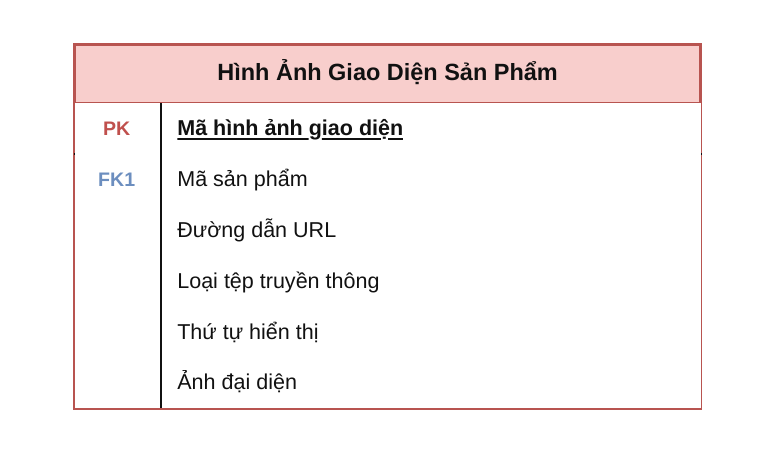 Hình Ảnh Giao Diện Sản Phẩm
PK Mã hình ảnh giao diện
FK1 Mã sản phẩm
Đường dẫn URL
Loại tệp truyền thông
Thứ tự hiển thị
Ảnh đại diện